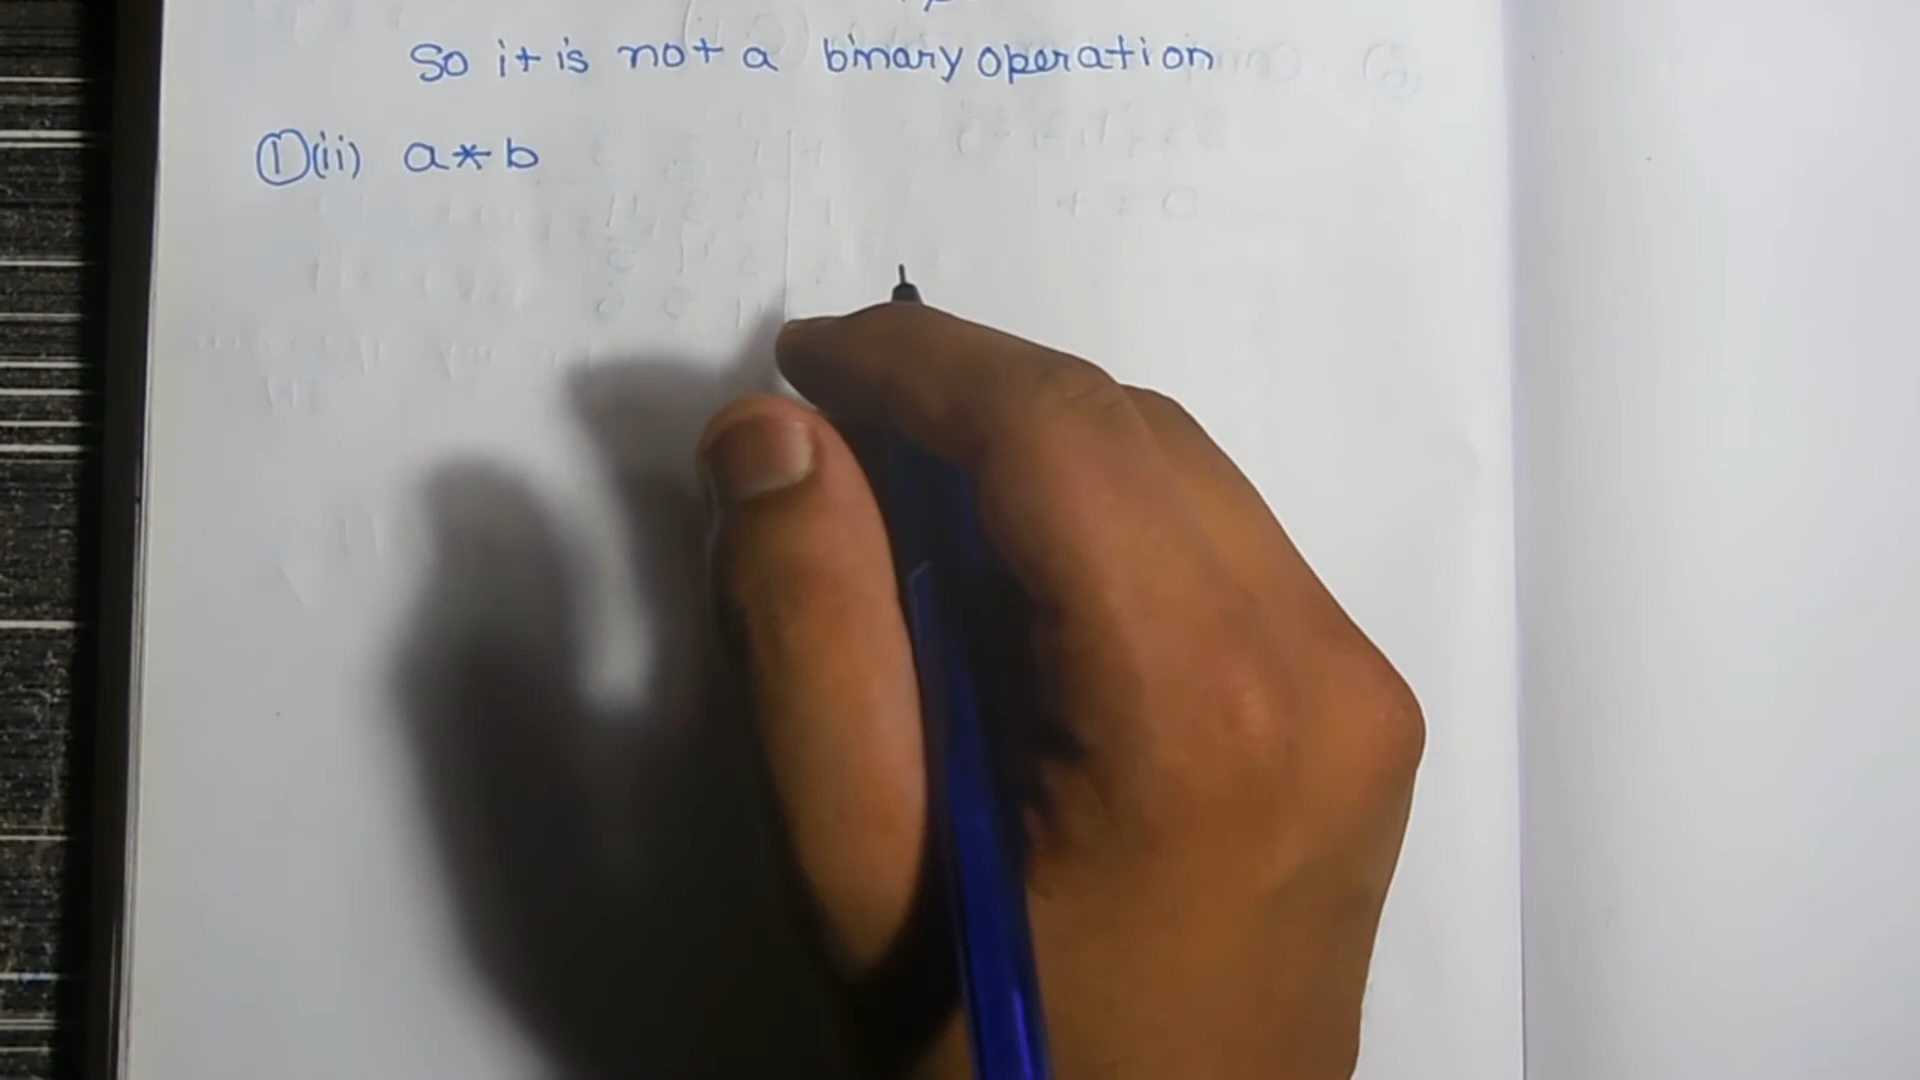 So it is not a binary operation
①(ii) a*b